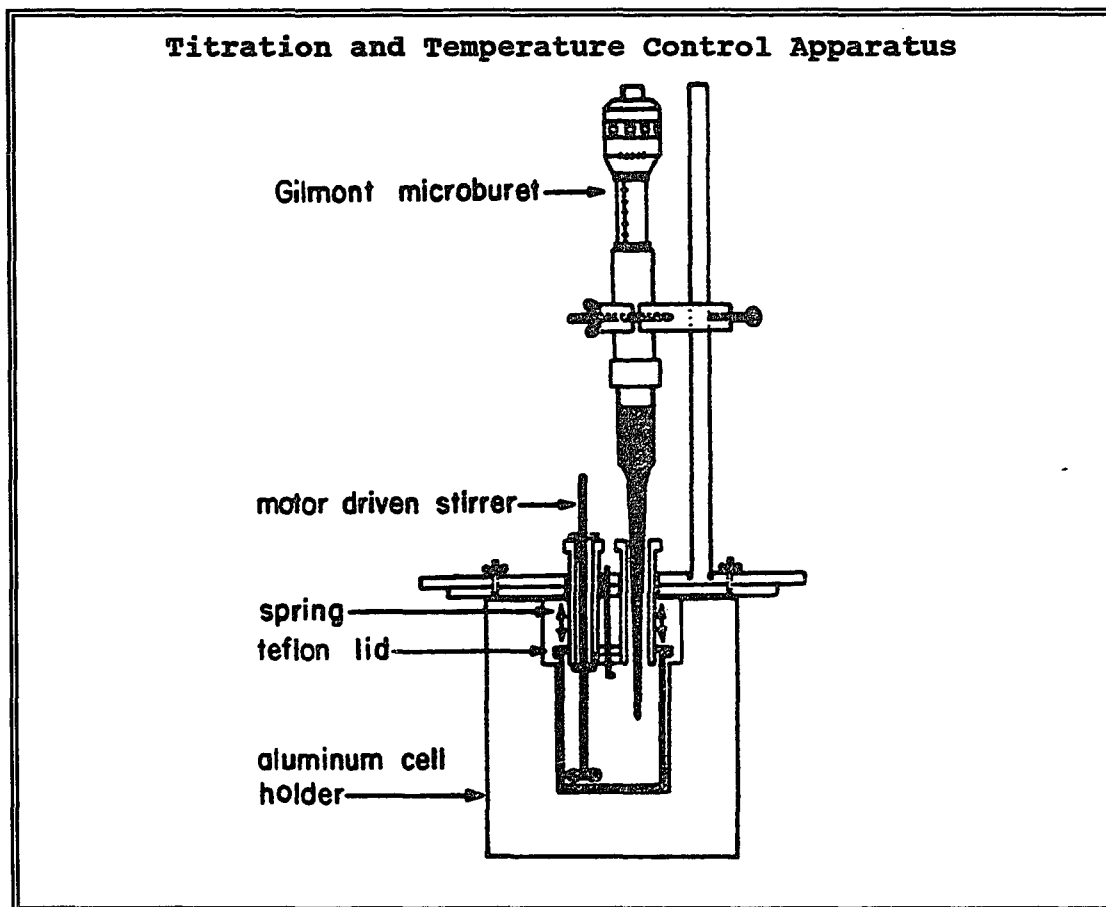 Titration and Temperature Control Apparatus
Gilmont microburet
motor driven stirrer
spring
teflon lid
aluminum cell
holder